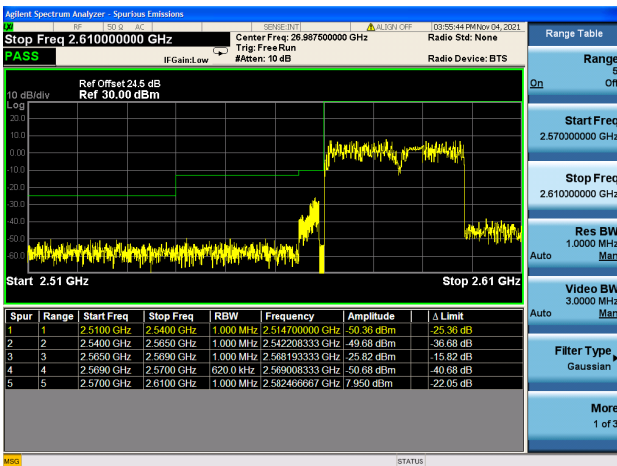 Agilent Spectrum Analyzer - Spurious Emissions
RF 50 Ω AC SENSE:INT ALIGN OFF 03:55:44 PM Nov 04, 2021
Stop Freq 2.610000000 GHz
Center Freq: 26.987500000 GHz
Radio Std: None
Trig: Free Run
PASS
IFGain:Low
#Atten: 10 dB
Radio Device: BTS
Ref Offset 24.5 dB
10 dB/div Ref 30.00 dBm
Log
20.0
10.0
0.00
-10.0
-20.0
-30.0
-40.0
-50.0
-60.0
Start 2.51 GHz Stop 2.61 GHz
Spur Range Start Freq Stop Freq RBW Frequency Amplitude Δ Limit
1 1 2.5100 GHz 2.5400 GHz 1.000 MHz 2.514700000 GHz -50.36 dBm -25.36 dB
2 2 2.5400 GHz 2.5650 GHz 1.000 MHz 2.542208333 GHz -49.68 dBm -36.68 dB
3 3 2.5650 GHz 2.5690 GHz 1.000 MHz 2.568193333 GHz -25.82 dBm -15.82 dB
4 4 2.5690 GHz 2.5700 GHz 620.0 kHz 2.569008333 GHz -50.68 dBm -40.68 dB
5 5 2.5700 GHz 2.6100 GHz 1.000 MHz 2.582466667 GHz 7.950 dBm -22.05 dB
MSG
STATUS
Range Table
Range
5
On Off
Start Freq
2.570000000 GHz
Stop Freq
2.610000000 GHz
Res BW
1.0000 MHz
Auto Man
Video BW
3.0000 MHz
Auto Man
Filter Type
Gaussian
More
1 of 3